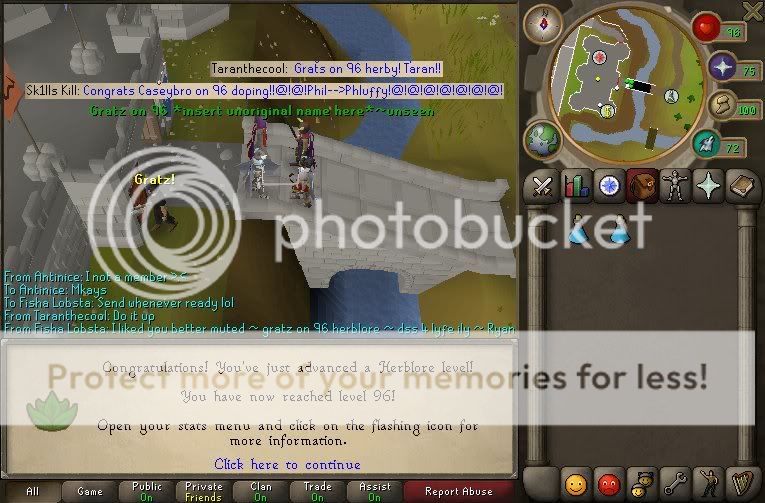 Taranthecool: Grats on 96 herby! Taran!!
Sk1lls Kill: Congrats Caseybro on 96 doping!!@!@!Phil-->Phluffy!@!@!@!@!@!@!@!
Gratz on 96 *insert unoriginal name here*~unseen
Gratz!
photobucket
From Antinice: I not a member >.<
To Antinice: Mkays
To Fisha Lobsta: Send whenever ready lol
From Taranthecool: Do it up
From Fisha Lobsta: I liked you better muted ~ gratz on 96 herblore ~ dss 4 lyfe ily ~ Ryan
Congratulations! You've just advanced a Herblore level!
Protect more of your memories for less!
You have now reached level 96!
Open your stats menu and click on the flashing icon for
more information.
Click here to continue
All
Game
Public
On
Private
Friends
Clan
On
Trade
On
Assist
On
Report Abuse
96
75
100
72